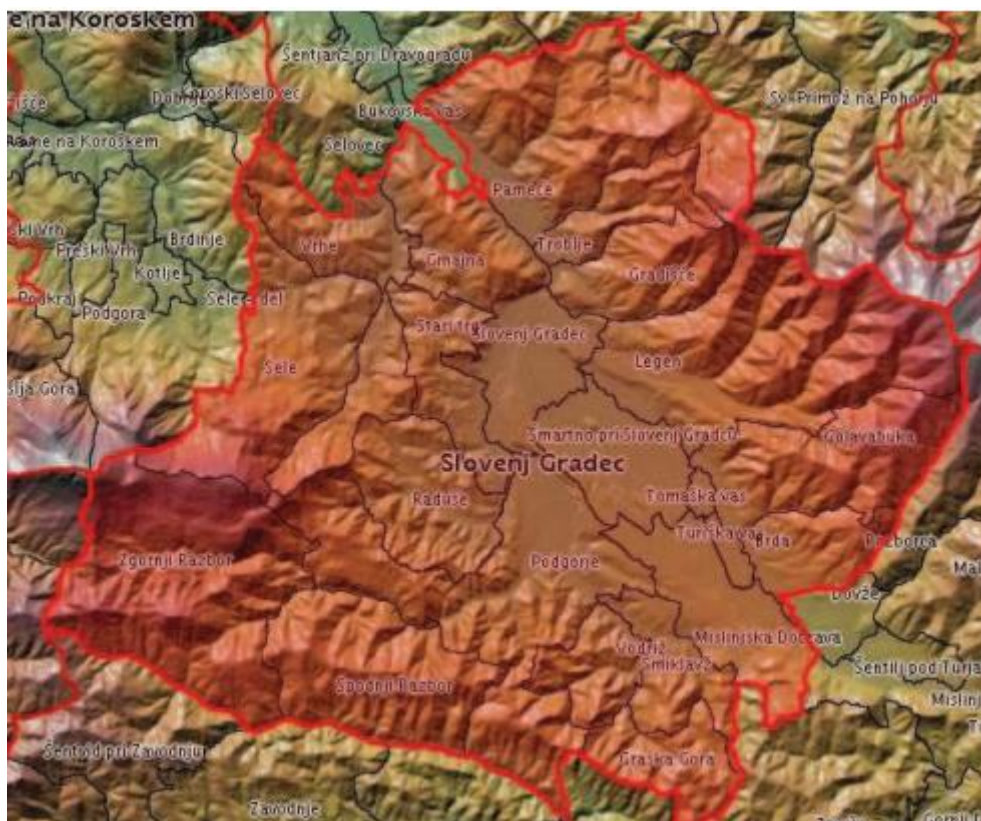 e na Koroškem
Šentjanž pri Dravogradu
Dobrije
Koroški Selovec
Sv. Primož na Pohorju
Bukovska vas
Selovec
Pameče
Vrhe
Troblje
Gmajna
Gradišče
Brdinje
Preški Vrh
Kotlje
Podkraj
Podgora
Stari trg
Slovenj Gradec
Sele
Legen
Šmartno pri Slovenj Gradcu
Golavabuka
Slovenj Gradec
Raduše
Tomaška vas
Turiška vas
Brda
Zgornji Razbor
Podgorje
Dovže
Mislinjska Dobrava
Vodriž
Šmiklavž
Šentilj pod Turja
Spodnji Razbor
Mislinj
Šentvid pri Zavodnju
Graška Gora
Zavodnje